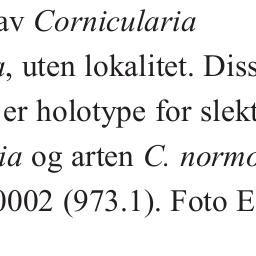 av Cornicularia
, uten lokalitet. Diss
er holotype for slekt
ia og arten C. normo
0002 (973.1). Foto E